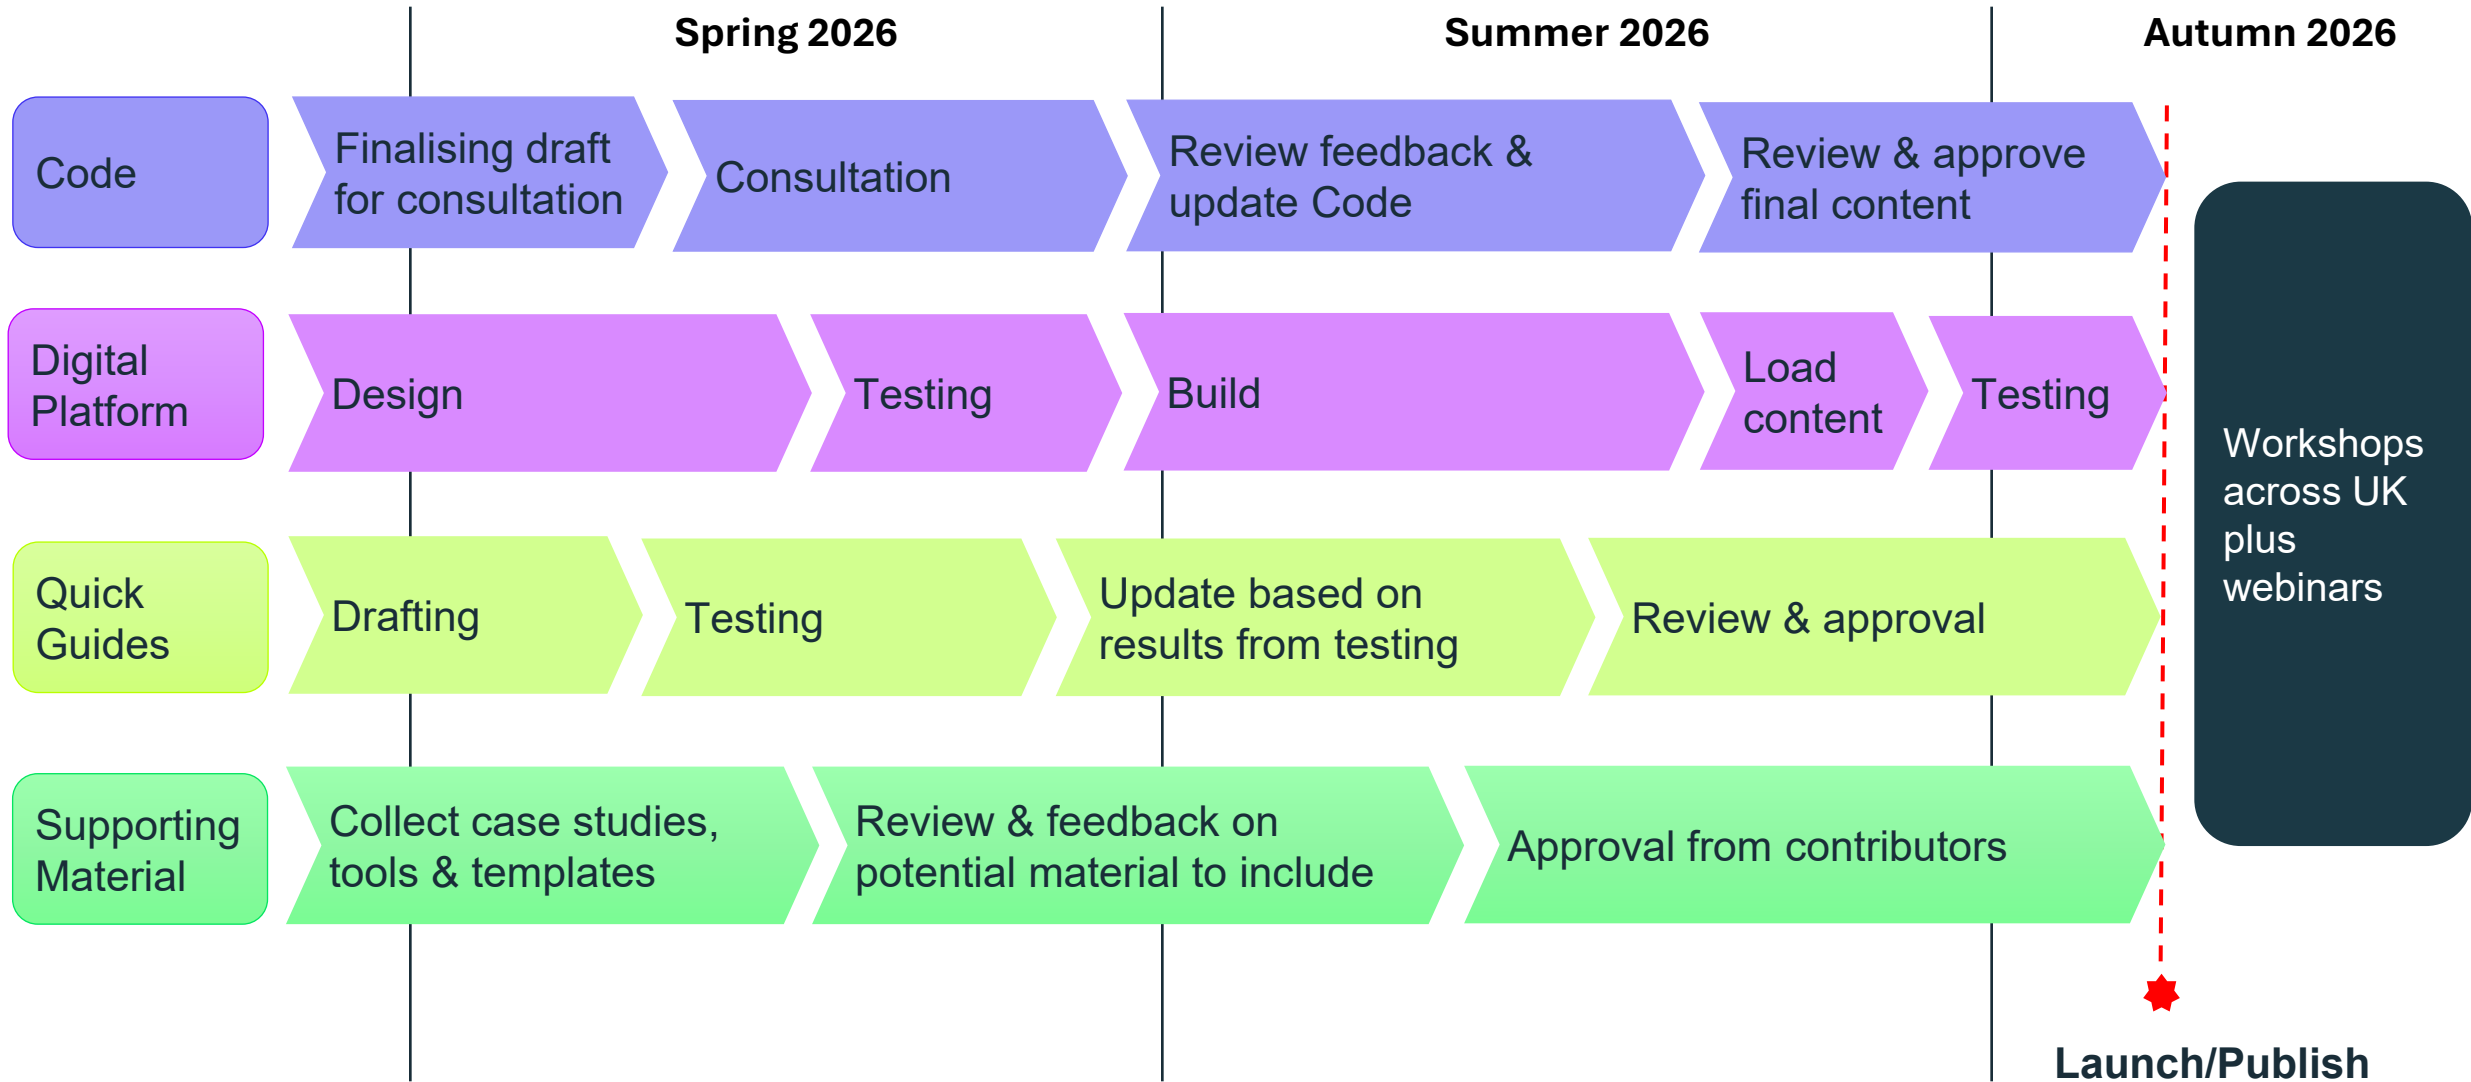 Spring 2026
Summer 2026
Autumn 2026
Code
Finalising draft
for consultation
Consultation
Review feedback &
update Code
Review & approve
final content
Digital
Platform
Design
Testing
Build
Load
content
Testing
Quick
Guides
Drafting
Testing
Update based on
results from testing
Review & approval
Supporting
Material
Collect case studies,
tools & templates
Review & feedback on
potential material to include
Approval from contributors
Workshops
across UK
plus
webinars
Launch/Publish